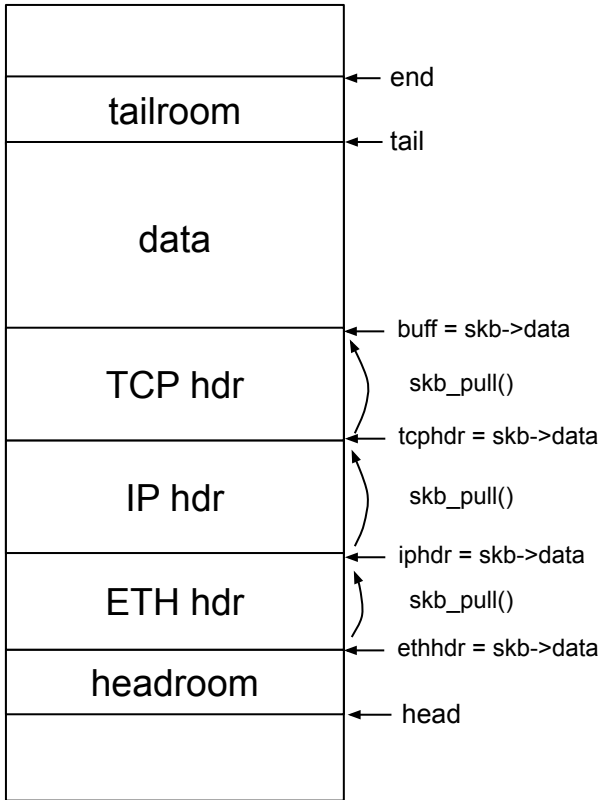 end
tailroom
tail
data
buff = skb->data
TCP hdr
skb_pull()
tcphdr = skb->data
IP hdr
skb_pull()
iphdr = skb->data
ETH hdr
skb_pull()
ethhdr = skb->data
headroom
head